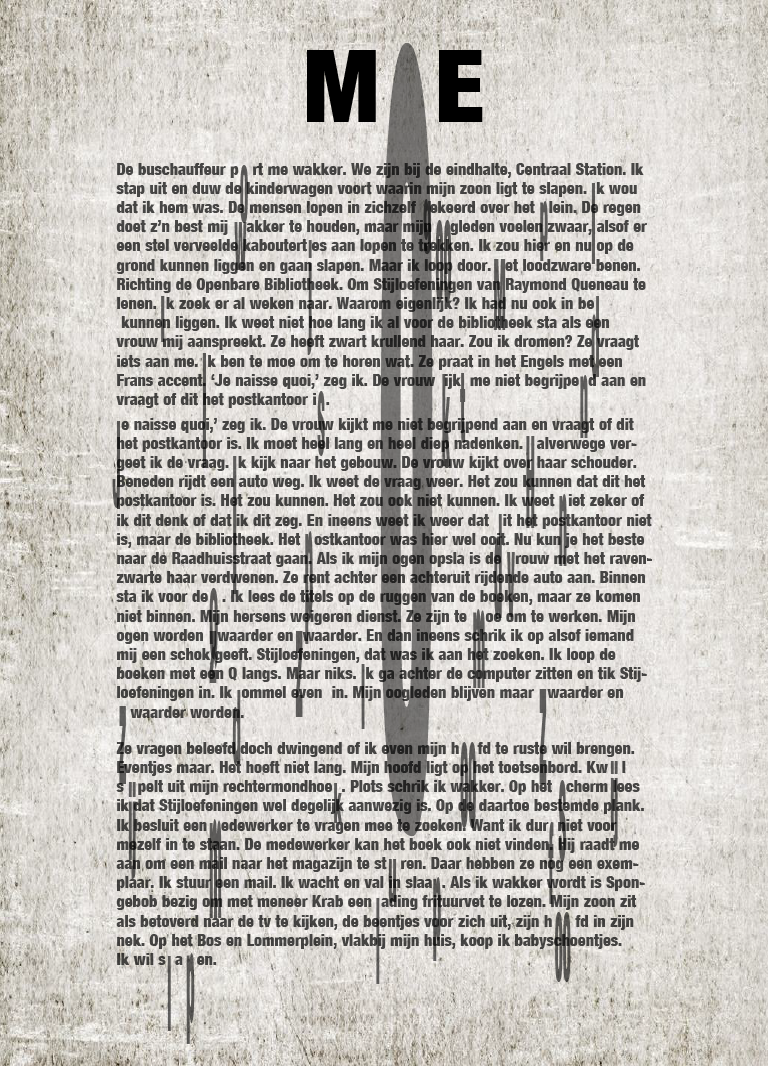 MOE
De buschauffeur port me wakker. We zijn bij de eindhalte, Centraal Station. Ik
stap uit en duw de kinderwagen voort waarin mijn zoon ligt te slapen. Ik wou
dat ik hem was. De mensen lopen in zichzelf gekeerd over het plein. De regen
doet z’n best mij wakker te houden, maar mijn oogleden voelen zwaar, alsof er
een stel verveelde kaboutertjes aan lopen te trekken. Ik zou hier en nu op de
grond kunnen liggen en gaan slapen. Maar ik loop door. Met loodzware benen.
Richting de Openbare Bibliotheek. Om Stijloefeningen van Raymond Queneau te
lenen. Ik zoek er al weken naar. Waarom eigenlijk? Ik had nu ook in bed
kunnen liggen. Ik weet niet hoe lang ik al voor de bibliotheek sta als een
vrouw mij aanspreekt. Ze heeft zwart krullend haar. Zou ik dromen? Ze vraagt
iets aan me. Ik ben te moe om te horen wat. Ze praat in het Engels met een
Frans accent. ‘Je naisse quoi,’ zeg ik. De vrouw kijkt me niet begrijpend aan en
vraagt of dit het postkantoor is.
Je naisse quoi,’ zeg ik. De vrouw kijkt me niet begrijpend aan en vraagt of dit
het postkantoor is. Ik moet heel lang en heel diep nadenken. Halverwege ver-
geet ik de vraag. Ik kijk naar het gebouw. De vrouw kijkt over haar schouder.
Beneden rijdt een auto weg. Ik weet de vraag weer. Het zou kunnen dat dit het
postkantoor is. Het zou kunnen. Het zou ook niet kunnen. Ik weet niet zeker of
ik dit denk of dat ik dit zeg. En ineens weet ik weer dat dit het postkantoor niet
is, maar de bibliotheek. Het postkantoor was hier wel ooit. Nu kun je het beste
naar de Raadhuisstraat gaan. Als ik mijn ogen opsla is de vrouw met het raven-
zwarte haar verdwenen. Ze rent achter een achteruit rijdende auto aan. Binnen
sta ik voor de p. Ik lees de titels op de ruggen van de boeken, maar ze komen
niet binnen. Mijn hersens weigeren dienst. Ze zijn te moe om te werken. Mijn
ogen worden zwaarder en zwaarder. En dan ineens schrik ik op alsof iemand
mij een schok geeft. Stijloefeningen, dat was ik aan het zoeken. Ik loop de
boeken met een Q langs. Maar niks. Ik ga achter de computer zitten en tik Stij-
loefeningen in. Ik dommel even in. Mijn oogleden blijven maar zwaarder en
zwaarder worden.
Ze vragen beleefd doch dwingend of ik even mijn hoofd te ruste wil brengen.
Eventjes maar. Het hoeft niet lang. Mijn hoofd ligt op het toetsenbord. Kwijl
sijpelt uit mijn rechtermondhoek. Plots schrik ik wakker. Op het scherm lees
ik dat Stijloefeningen wel degelijk aanwezig is. Op de daartoe bestemde plank.
Ik besluit een medewerker te vragen mee te zoeken. Want ik durf niet voor
mezelf in te staan. De medewerker kan het boek ook niet vinden. Hij raadt me
aan om een mail naar het magazijn te sturen. Daar hebben ze nog een exem-
plaar. Ik stuur een mail. Ik wacht en val in slaap. Als ik wakker wordt is Spon-
gebob bezig om met meneer Krab een lading frituurvet te lozen. Mijn zoon zit
als betoverd naar de tv te kijken, de beentjes voor zich uit, zijn hoofd in zijn
nek. Op het Bos en Lommerplein, vlakbij mijn huis, koop ik babyschoentjes.
Ik wil slapen.